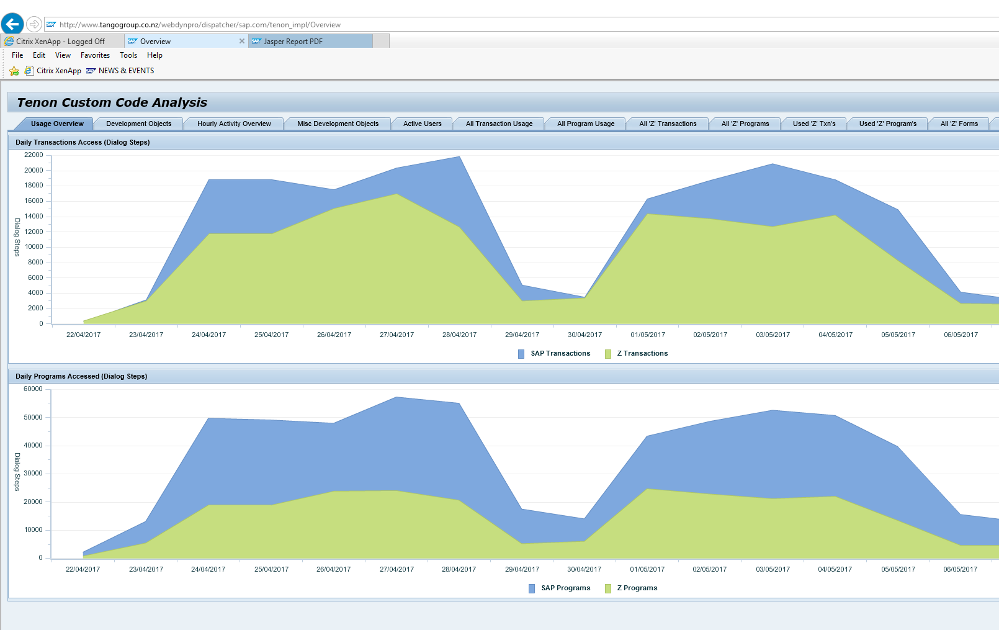 http://www.tangogroup.co.nz/webdynpro/dispatcher/sap.com/tenon_impl/Overview
Citrix XenApp - Logged Off
SAP Overview
SAP Jasper Report PDF
File Edit View Favorites Tools Help
Citrix XenApp SAP NEWS & EVENTS
Tenon Custom Code Analysis
Usage Overview Development Objects Hourly Activity Overview Misc Development Objects Active Users All Transaction Usage All Program Usage All 'Z' Transactions All 'Z' Programs Used 'Z' Txn's Used 'Z' Program's All 'Z' Forms
Daily Transactions Access (Dialog Steps)
22000
20000
18000
16000
14000
12000
10000
8000
6000
4000
2000
0
Dialog Steps
22/04/2017 23/04/2017 24/04/2017 25/04/2017 26/04/2017 27/04/2017 28/04/2017 29/04/2017 30/04/2017 01/05/2017 02/05/2017 03/05/2017 04/05/2017 05/05/2017 06/05/2017
SAP Transactions Z Transactions
Daily Programs Accessed (Dialog Steps)
60000
50000
40000
30000
20000
10000
0
Dialog Steps
22/04/2017 23/04/2017 24/04/2017 25/04/2017 26/04/2017 27/04/2017 28/04/2017 29/04/2017 30/04/2017 01/05/2017 02/05/2017 03/05/2017 04/05/2017 05/05/2017 06/05/2017
SAP Programs Z Programs